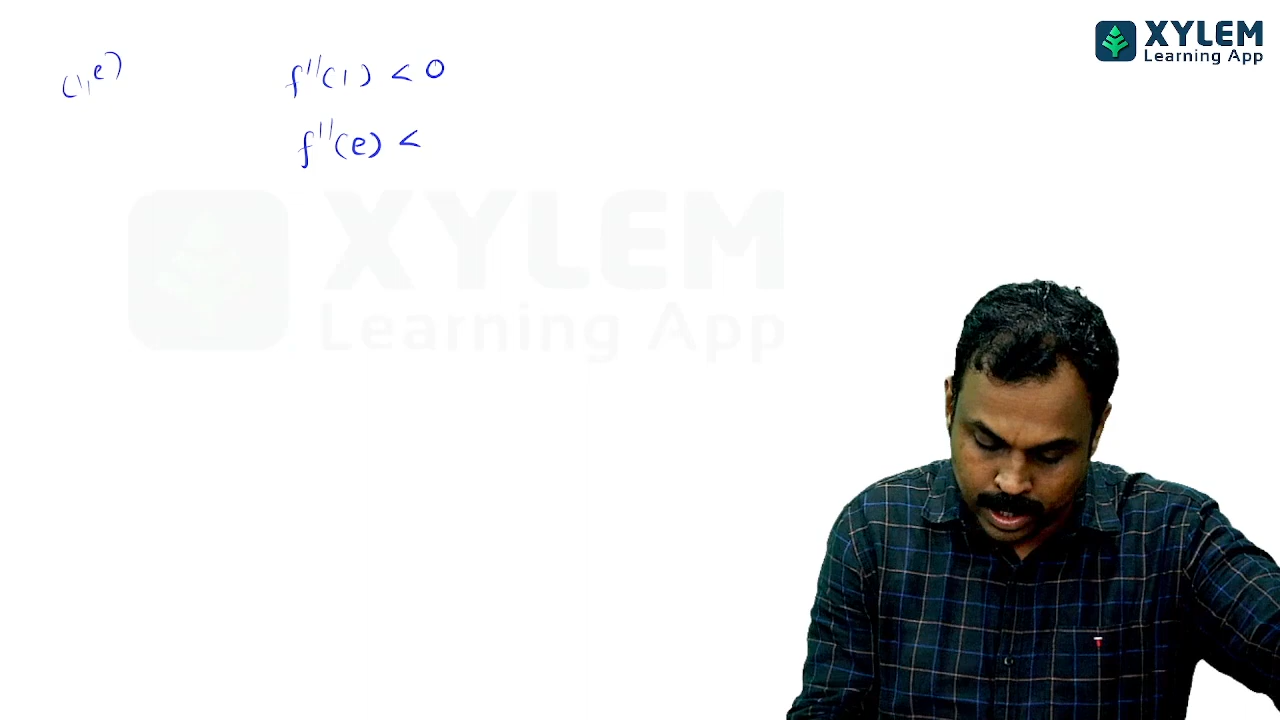 XYLEM
Learning App
(1,e)
f''(1) < 0
f''(e) <
XYLEM
Learning App